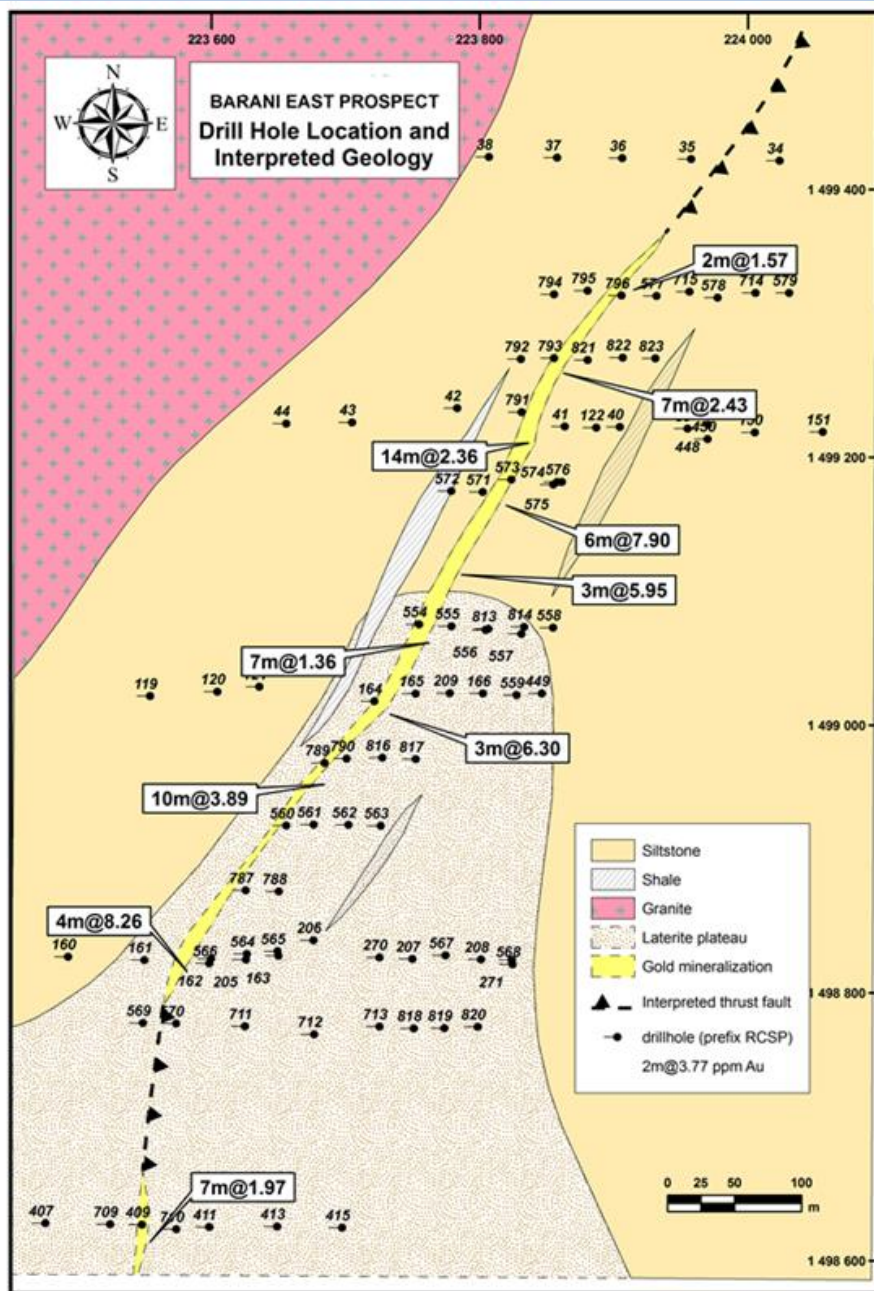 223 600 223 800 224 000
N
W E
S
BARANI EAST PROSPECT
Drill Hole Location and
Interpreted Geology
38 37 36 35 34
1 499 400
2m@1.57
794 795 796 577 715 578 714 579
792 793 821 822 823
7m@2.43
44 43 42 791 41 122 40 150 151
448
14m@2.36
1 499 200
572 571 573 574 576
575
6m@7.90
3m@5.95
554 555 813 814 558
556 557
7m@1.36
119 120 164 165 209 166 559 449
1 499 000
3m@6.30
789 790 816 817
10m@3.89
560 561 562 563
787 788
4m@8.26
160 161 564 565 206 270 207 567 208 568
162 205 163 271
569 711 712 713 818 819 820
1 498 800
Siltstone
Shale
Granite
Laterite plateau
Gold mineralization
Interpreted thrust fault
drillhole (prefix RCSP)
2m@3.77 ppm Au
7m@1.97
407 709 409 411 413 415
0 25 50 100
m
1 498 600